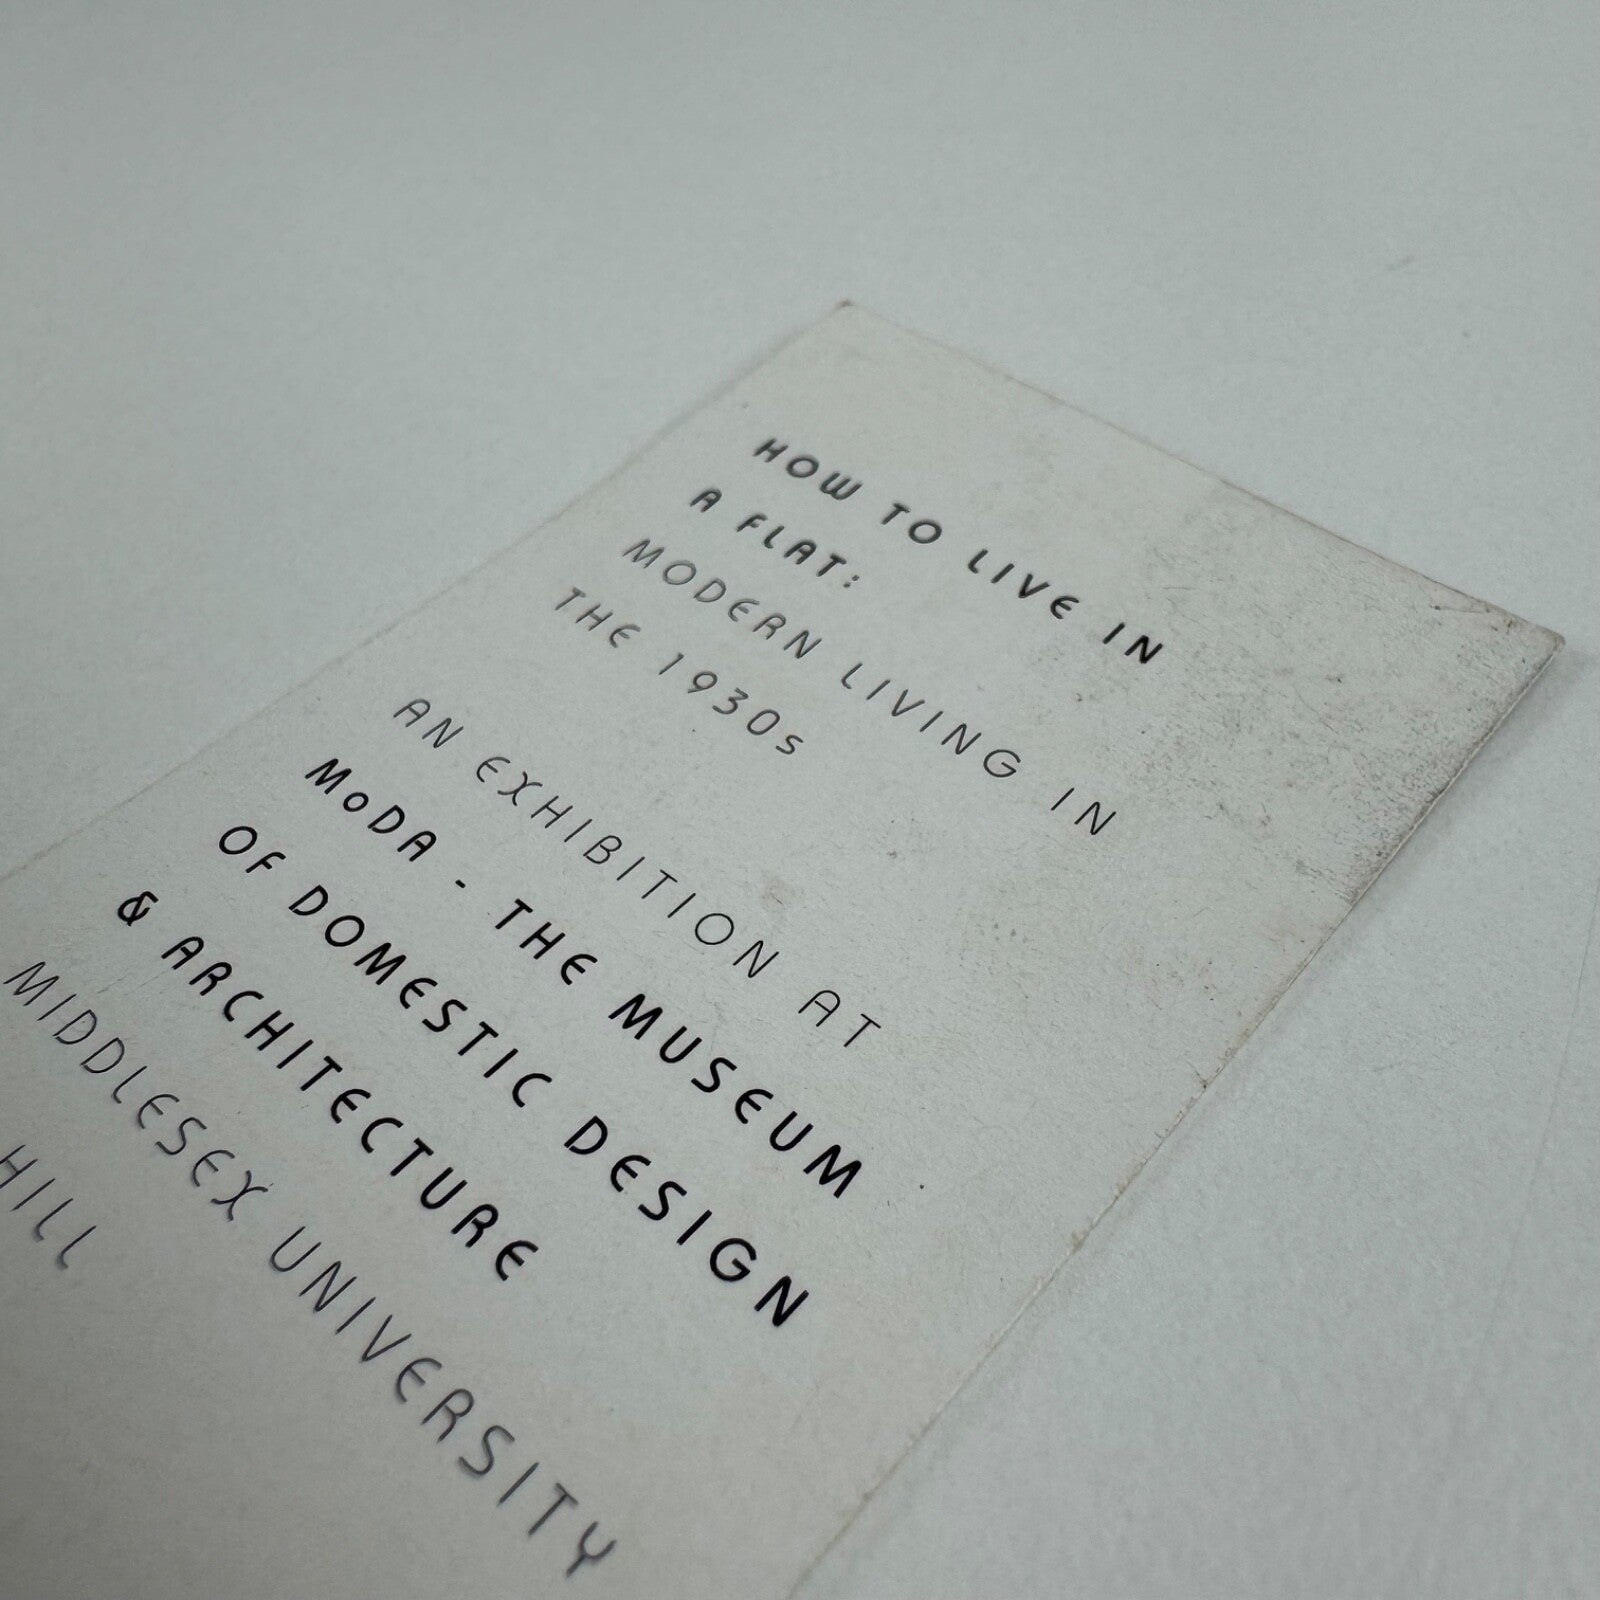 HOW TO LIVE IN
A FLAT:
MODERN LIVING IN
THE 1930s
AN EXHIBITION AT
MoDA - THE MUSEUM
OF DOMESTIC DESIGN
& ARCHITECTURE
MIDDLESEX UNIVERSITY
HILL